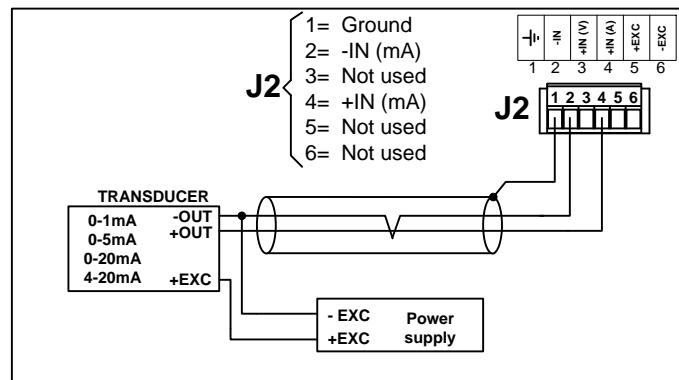 J2
1= Ground
2= -IN (mA)
3= Not used
4= +IN (mA)
5= Not used
6= Not used
-IN
+IN (V)
+IN (A)
+EXC
-EXC
1 2 3 4 5 6
J2
1 2 3 4 5 6
TRANSDUCER
0-1mA -OUT
0-5mA +OUT
0-20mA
4-20mA +EXC
- EXC Power
+EXC supply